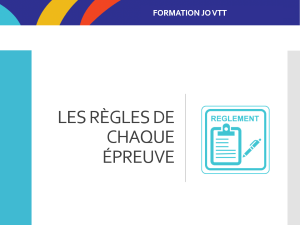 FORMATION JO VTT
LES RÈGLES DE
CHAQUE
ÉPREUVE
REGLEMENT